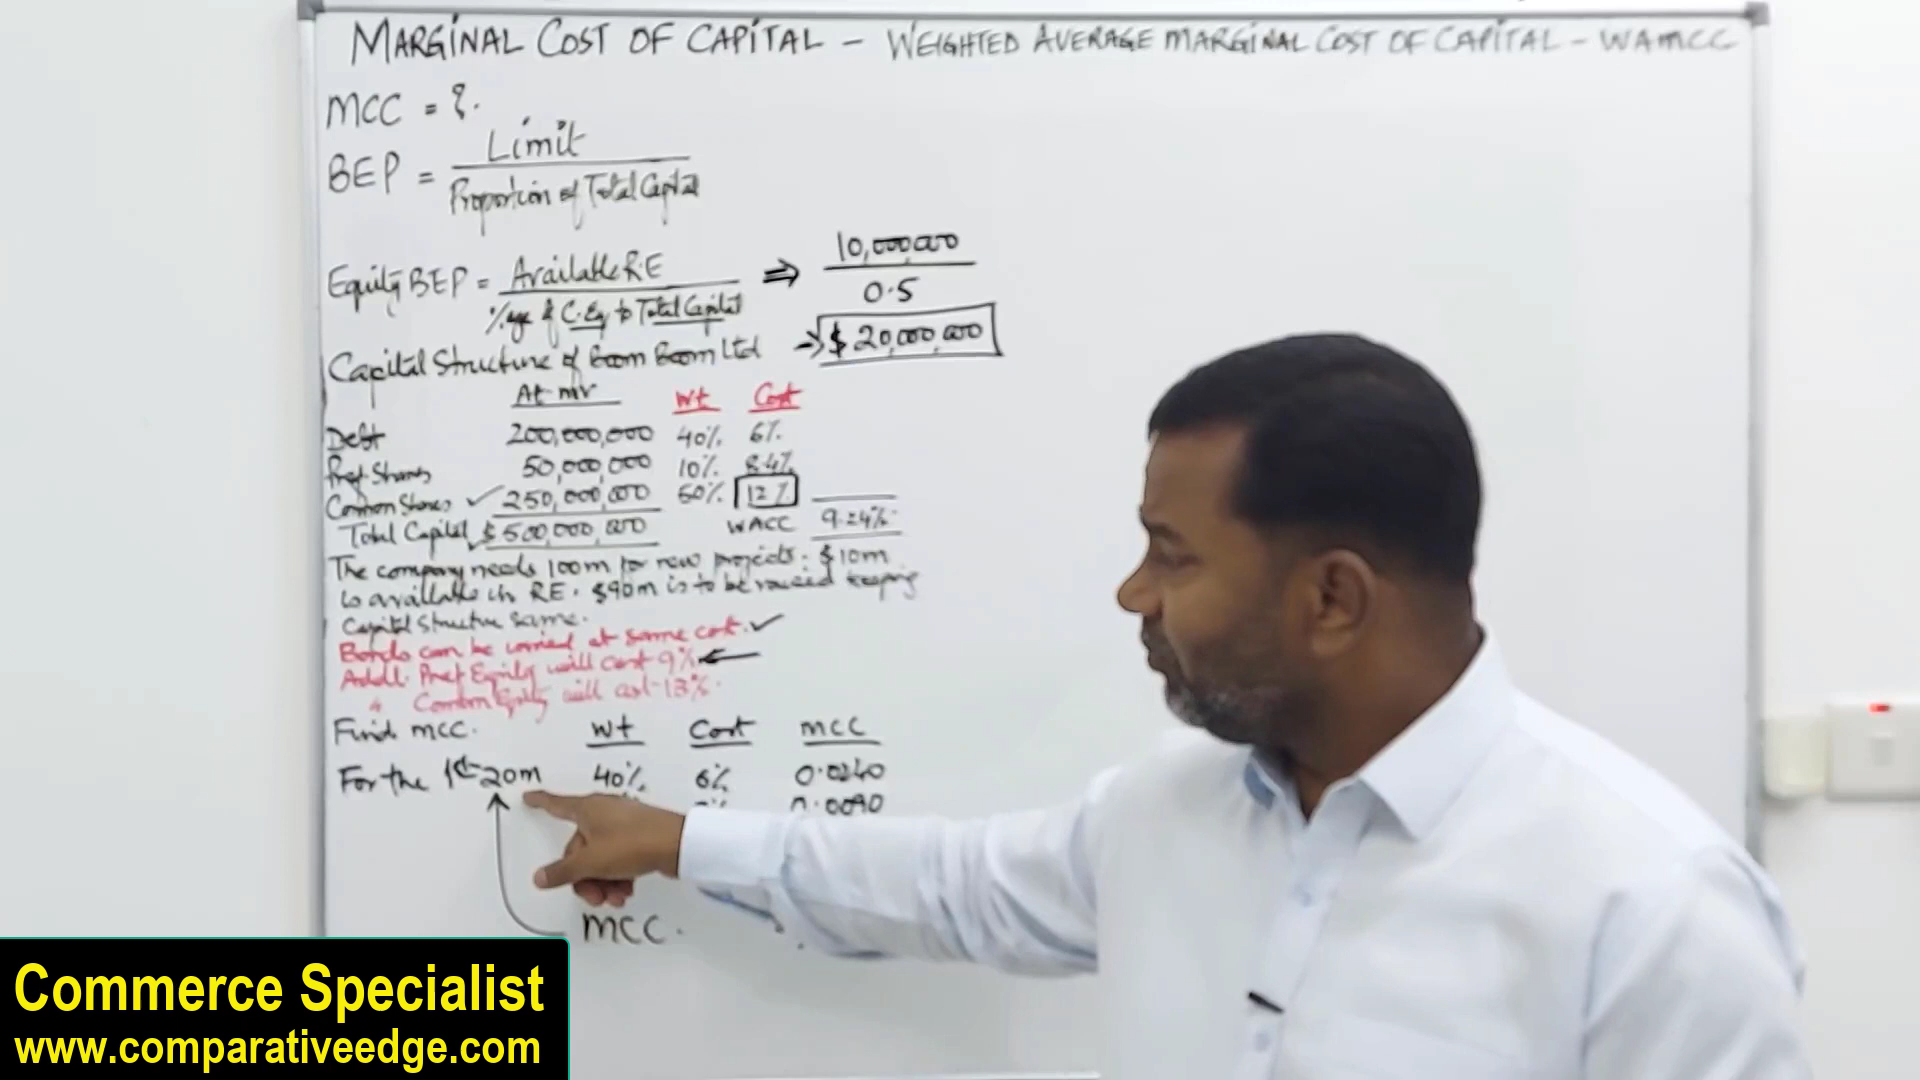 MARGINAL COST OF CAPITAL – WEIGHTED AVERAGE MARGINAL COST OF CAPITAL – WAMCC
MCC = ?.
BEP = Limit
Proportion of Total Capital
Equity BEP = Available R.E ⇒ 10,000,000
%age of C.Eq to Total Capital 0.5
→ $ 20,000,000
Capital Structure of Boom Boom Ltd
At mv Wt Cost
Debt 200,000,000 40% 6%
Pref. Shares 50,000,000 10% 8.4%
Common Shares ✓ 250,000,000 50% 12%
Total Capital $ 500,000,000 WACC 9.24%
The company needs 100m for new projects. $10m
is available in RE. $90m is to be raised keeping
Capital Structure same.
Bonds can be at same cost. ✓
Addl. Pref Equity will cost 9% ←
" Common Equity will cost 13%.
Find MCC. Wt Cost MCC
For the 1st 20m 40% 6% 0.0240
0.0090
MCC.
Commerce Specialist
www.comparativeedge.com